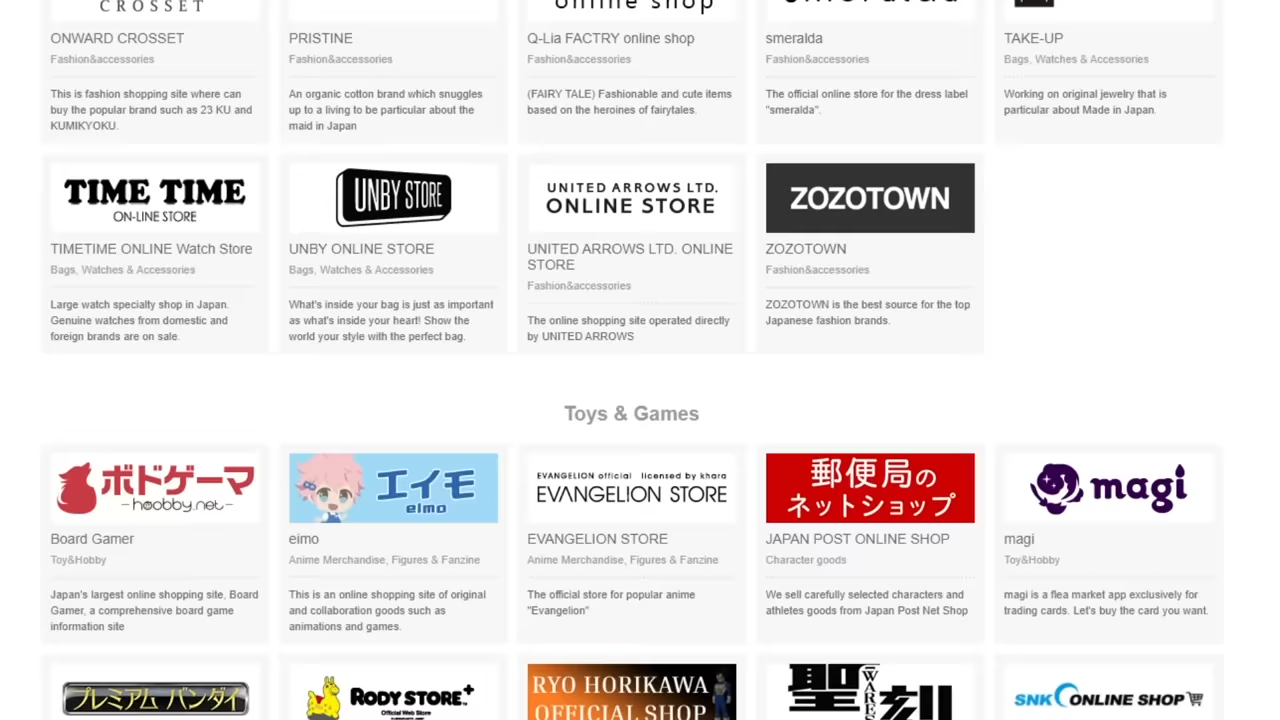 CROSSET
online shop
ONWARD CROSSET
Fashion&accessories
This is fashion shopping site where can
buy the popular brand such as 23 KU and
KUMIKYOKU.
PRISTINE
Fashion&accessories
An organic cotton brand which snuggles
up to a living to be particular about the
maid in Japan
Q-Lia FACTRY online shop
Fashion&accessories
(FAIRY TALE) Fashionable and cute items
based on the heroines of fairytales.
smeralda
Fashion&accessories
The official online store for the dress label
"smeralda".
TAKE-UP
Bags, Watches & Accessories
Working on original jewelry that is
particular about Made in Japan.
TIME TIME
ON-LINE STORE
TIMETIME ONLINE Watch Store
Bags, Watches & Accessories
Large watch specialty shop in Japan.
Genuine watches from domestic and
foreign brands are on sale.
UNBY STORE
UNBY ONLINE STORE
Bags, Watches & Accessories
What's inside your bag is just as important
as what's inside your heart! Show the
world your style with the perfect bag.
UNITED ARROWS LTD.
ONLINE STORE
UNITED ARROWS LTD. ONLINE
STORE
Fashion&accessories
The online shopping site operated directly
by UNITED ARROWS
ZOZOTOWN
ZOZOTOWN
Fashion&accessories
ZOZOTOWN is the best source for the top
Japanese fashion brands.
Toys & Games
ボドゲーマ
-hoobby.net-
Board Gamer
Toy&Hobby
Japan's largest online shopping site, Board
Gamer, a comprehensive board game
information site
エイモ
eimo
eimo
Anime Merchandise, Figures & Fanzine
This is an online shopping site of original
and collaboration goods such as
animations and games.
EVANGELION official licensed by khara
EVANGELION STORE
EVANGELION STORE
Anime Merchandise, Figures & Fanzine
The official store for popular anime
"Evangelion"
郵便局の
ネットショップ
JAPAN POST ONLINE SHOP
Character goods
We sell carefully selected characters and
athletes goods from Japan Post Net Shop
magi
magi
Toy&Hobby
magi is a flea market app exclusively for
trading cards. Let's buy the card you want.
プレミアム バンダイ
RODY STORE+
Official Web Store
RYO HORIKAWA
OFFICIAL SHOP
聖刻
SNK ONLINE SHOP